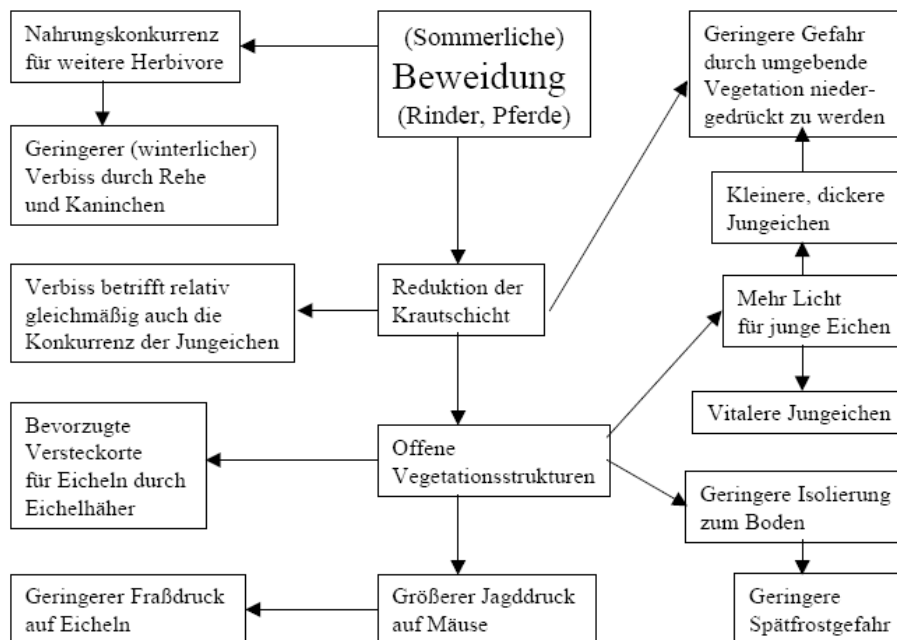 Nahrungskonkurrenz
für weitere Herbivore
(Sommerliche)
Beweidung
(Rinder, Pferde)
Geringere Gefahr
durch umgebende
Vegetation nieder-
gedrückt zu werden
Geringerer (winterlicher)
Verbiss durch Rehe
und Kaninchen
Kleinere, dickere
Jungeichen
Verbiss betrifft relativ
gleichmäßig auch die
Konkurrenz der Jungeichen
Reduktion der
Krautschicht
Mehr Licht
für junge Eichen
Vitalere Jungeichen
Bevorzugte
Versteckorte
für Eicheln durch
Eichelhäher
Offene
Vegetationsstrukturen
Geringere Isolierung
zum Boden
Geringerer Fraßdruck
auf Eicheln
Größerer Jagddruck
auf Mäuse
Geringere
Spätfrostgefahr